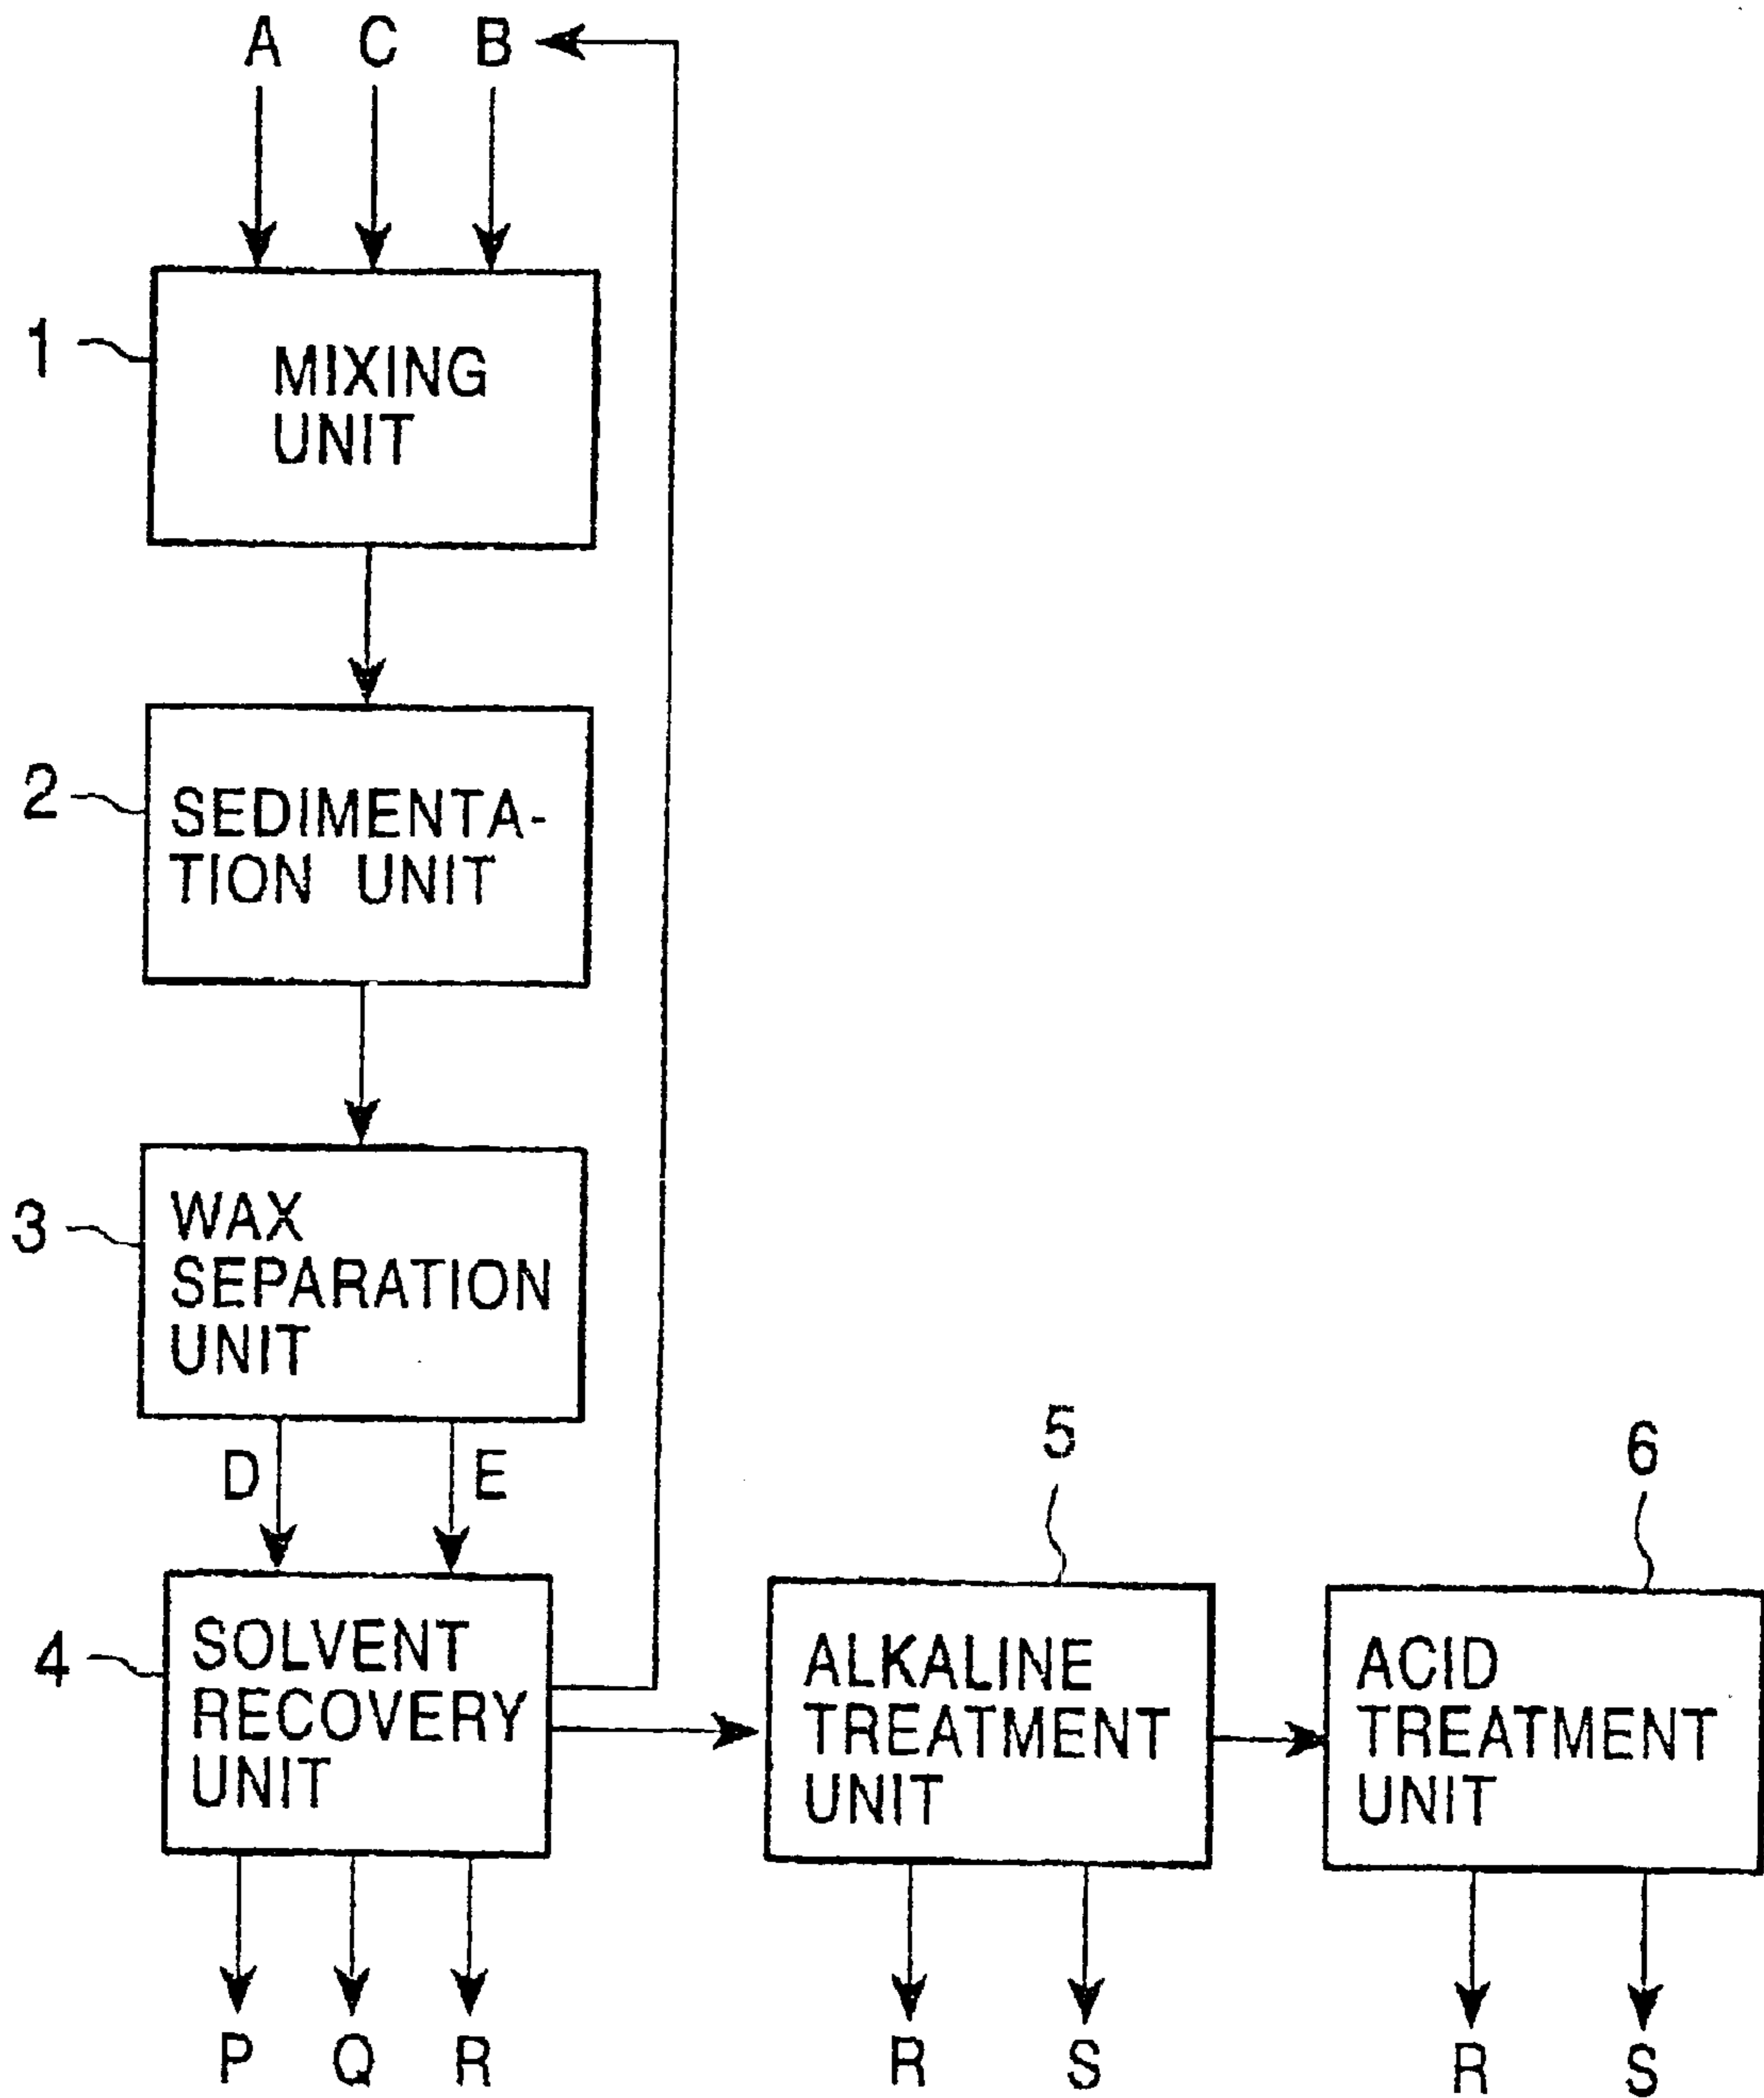 A C B
1
MIXING
UNIT
2
SEDIMENTA-
TION UNIT
3
WAX
SEPARATION
UNIT
D E
4
SOLVENT
RECOVERY
UNIT
5
ALKALINE
TREATMENT
UNIT
6
ACID
TREATMENT
UNIT
P Q R
R S
R S